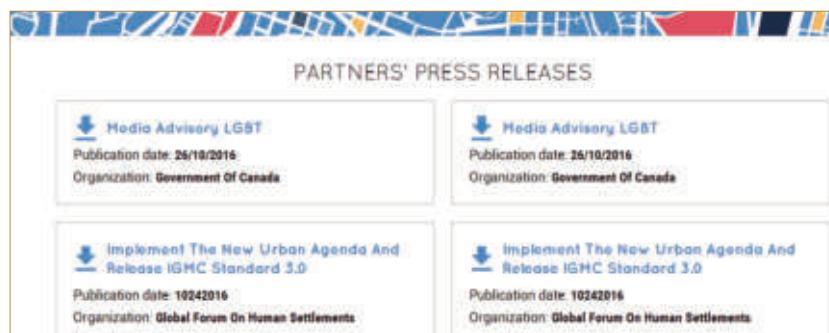 PARTNERS' PRESS RELEASES
Media Advisory LGBT
Publication date: 26/10/2016
Organization: Government Of Canada
Media Advisory LGBT
Publication date: 26/10/2016
Organization: Government Of Canada
Implement The New Urban Agenda And
Release IGMC Standard 3.0
Publication date: 10242016
Organization: Global Forum On Human Settlements
Implement The New Urban Agenda And
Release IGMC Standard 3.0
Publication date: 10242016
Organization: Global Forum On Human Settlements